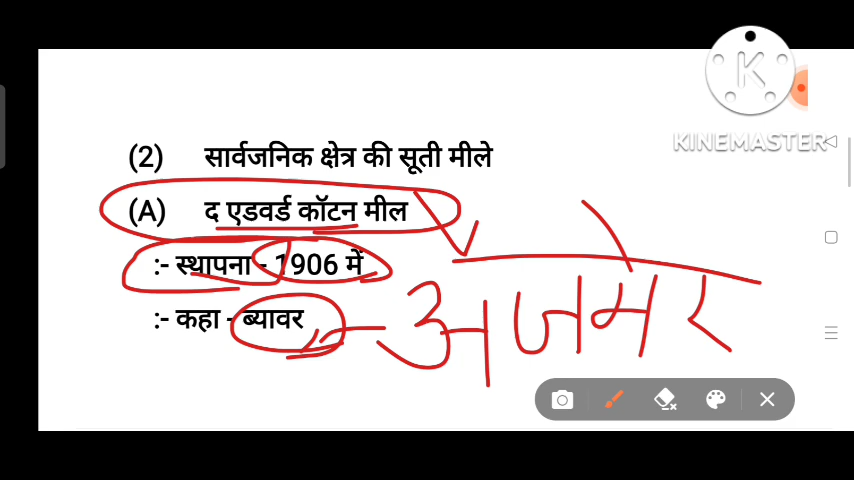 KINEMASTER
(2) सार्वजनिक क्षेत्र की सूती मीले
(A) द एडवर्ड कॉटन मील
:- स्थापना - 1906 में
:- कहा - ब्यावर
अजमेर